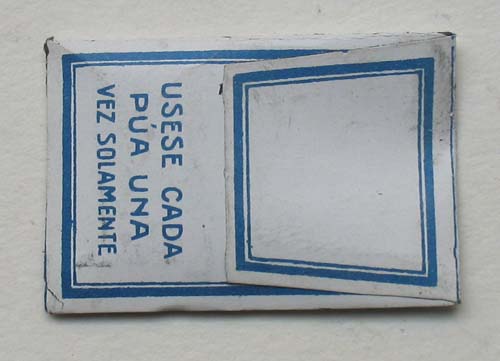 USESE CADA
PÚA UNA
VEZ SOLAMENTE